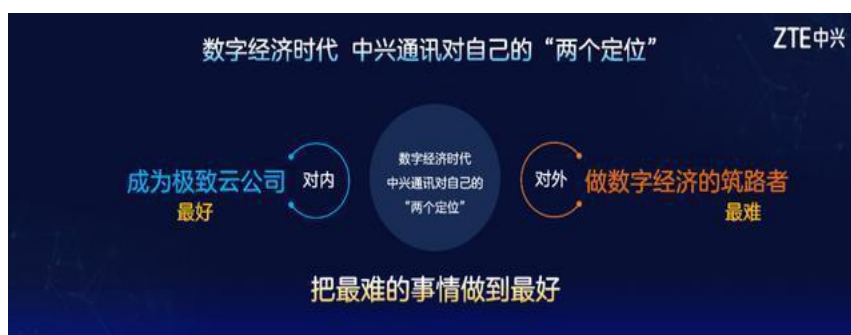 数字经济时代 中兴通讯对自己的“两个定位”
ZTE中兴
成为极致云公司
最好
对内
数字经济时代
中兴通讯对自己的
“两个定位”
对外
做数字经济的筑路者
最难
把最难的事情做到最好